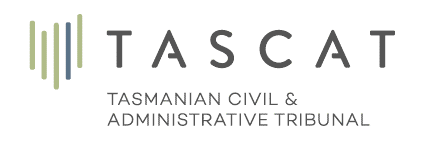 TASCAT
TASMANIAN CIVIL &
ADMINISTRATIVE TRIBUNAL